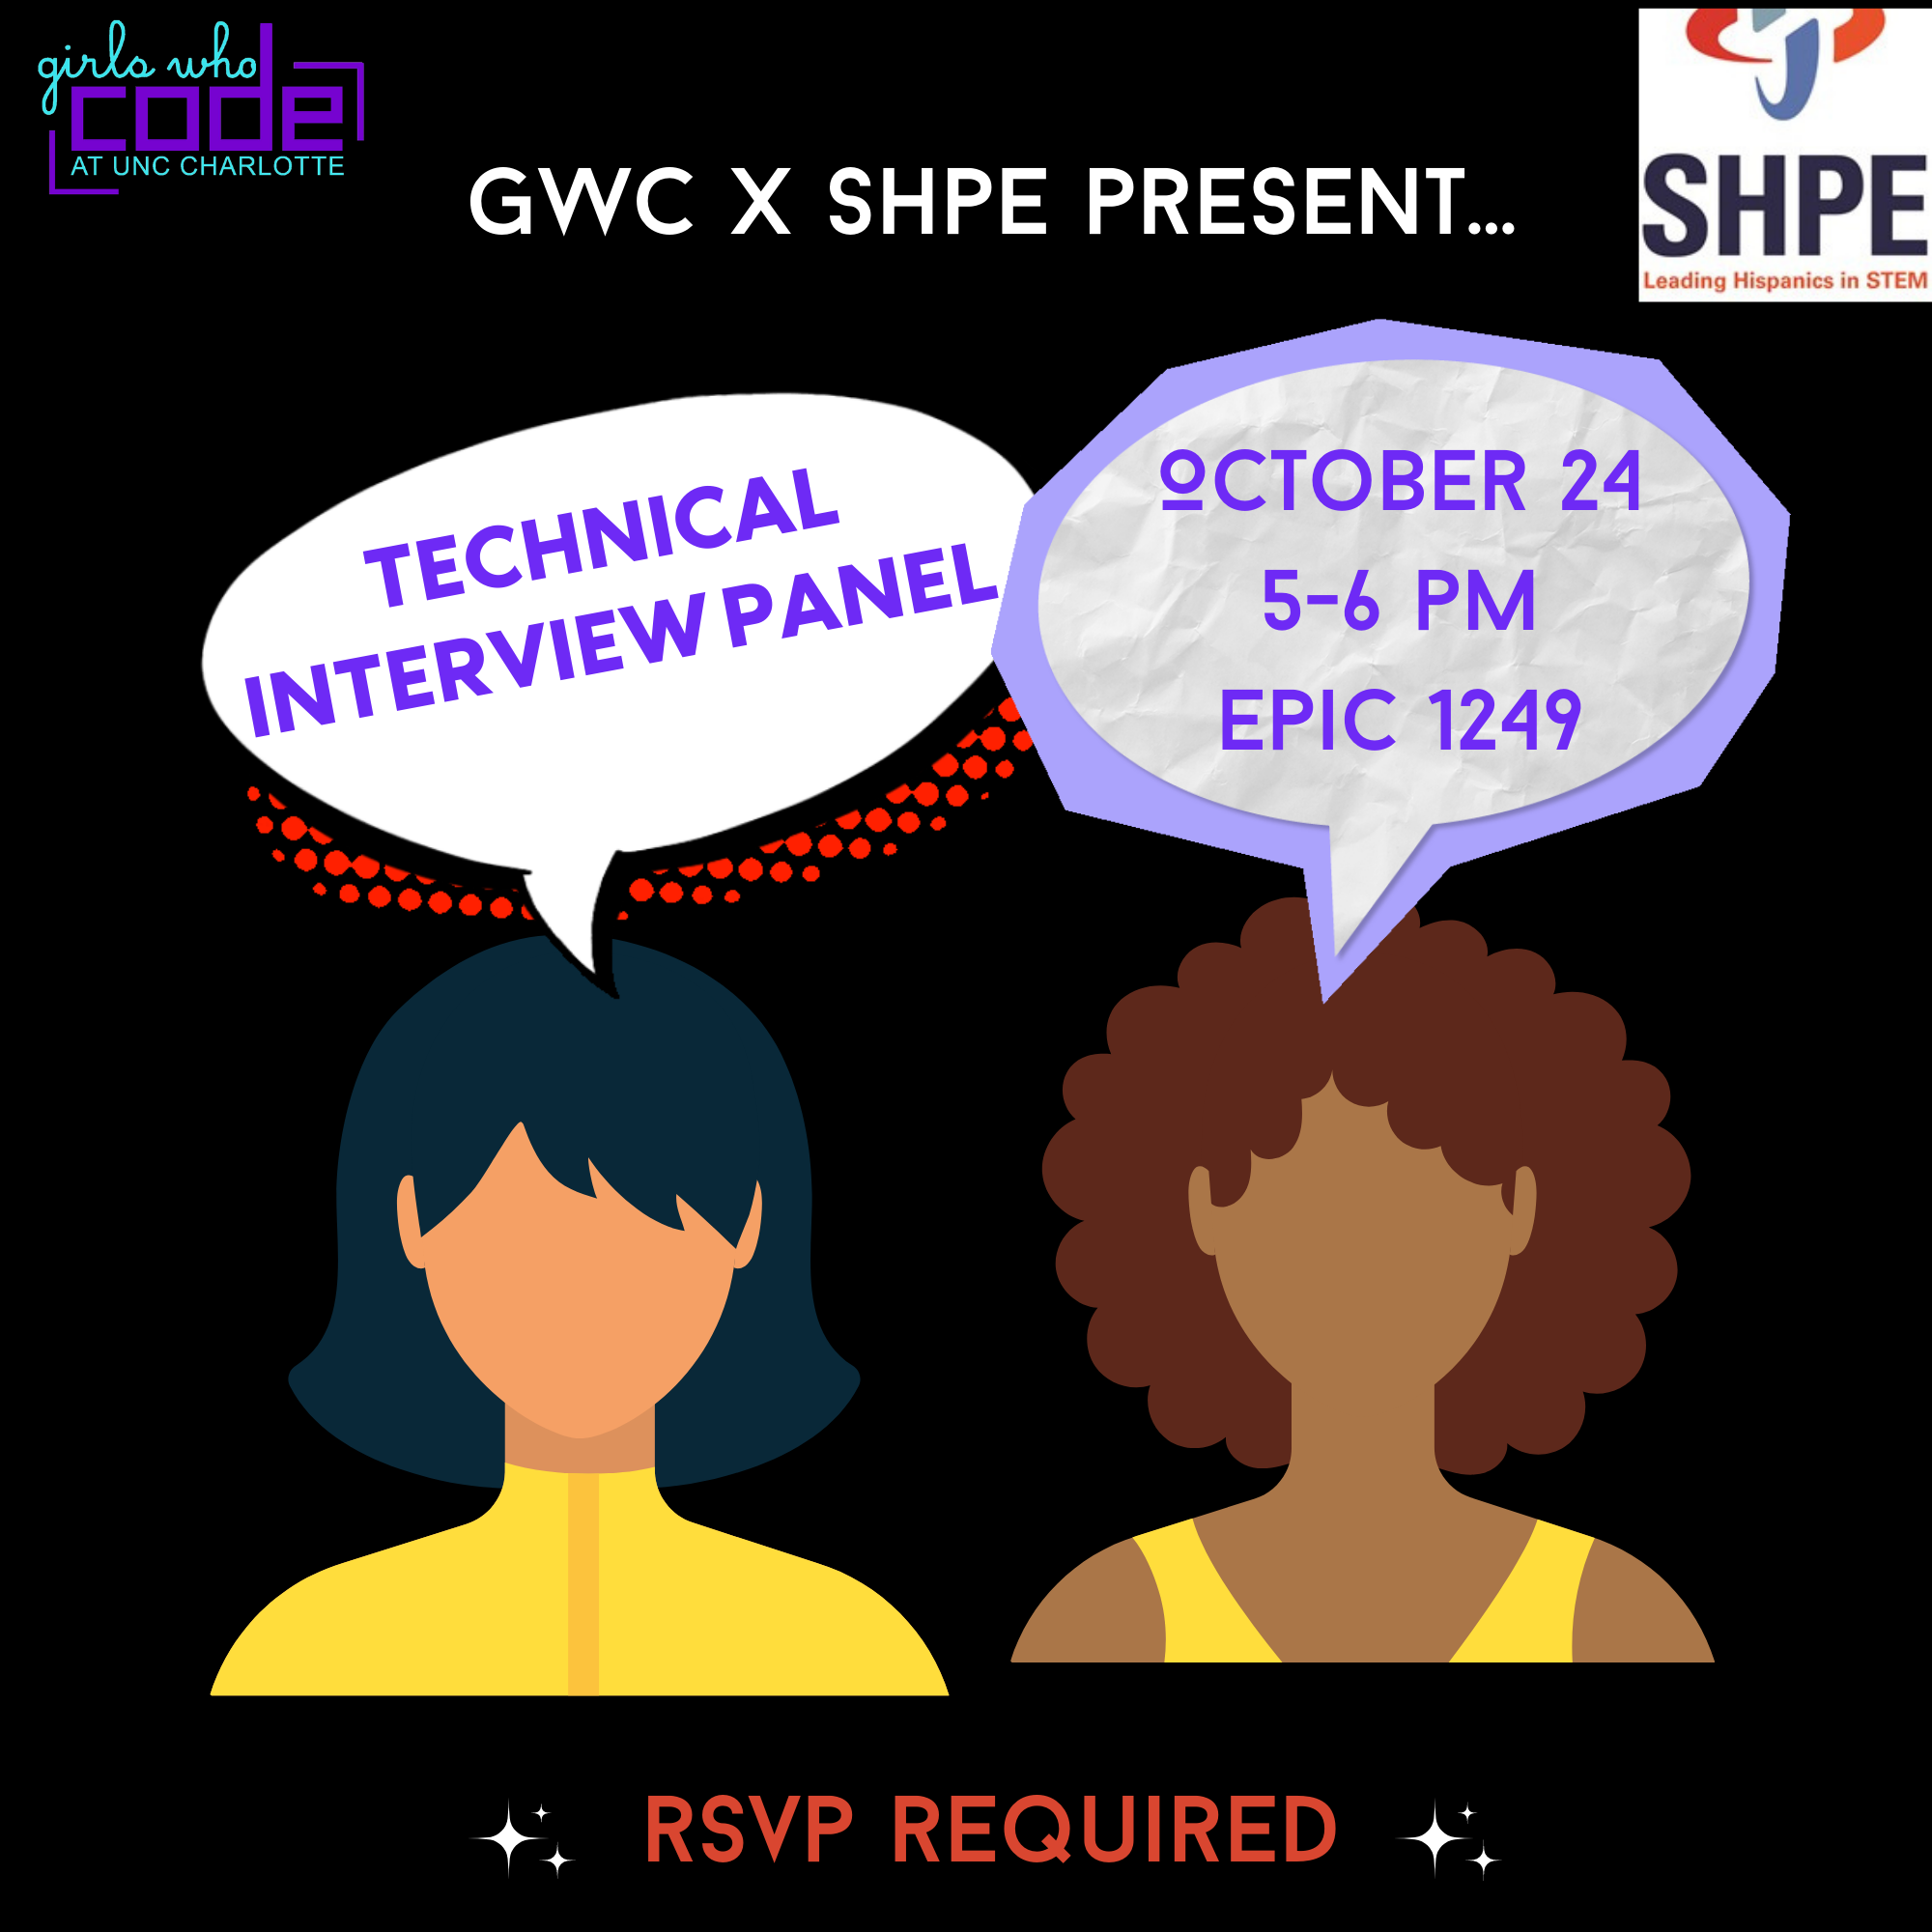 girls who
code
AT UNC CHARLOTTE
GWC X SHPE PRESENT...
SHPE
Leading Hispanics in STEM
TECHNICAL
INTERVIEW PANEL
OCTOBER 24
5-6 PM
EPIC 1249
RSVP REQUIRED